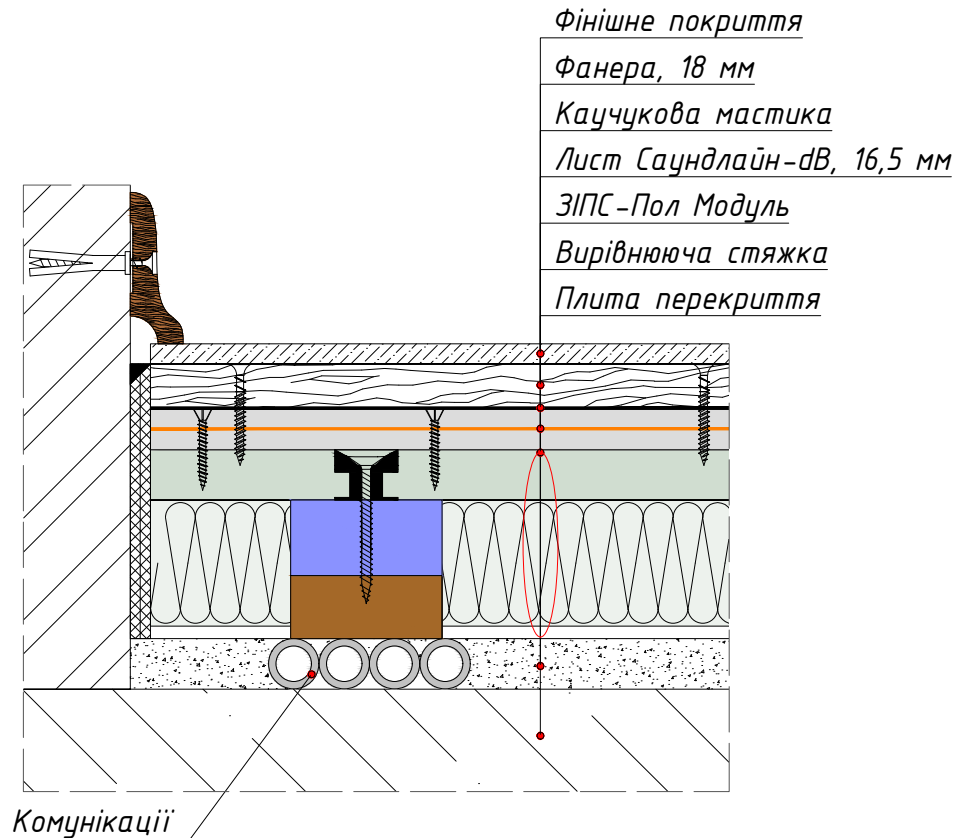 Фінішне покриття
Фанера, 18 мм
Каучукова мастика
Лист Саундлайн-dB, 16,5 мм
ЗІПС-Пол Модуль
Вирівнююча стяжка
Плита перекриття
Комунікації